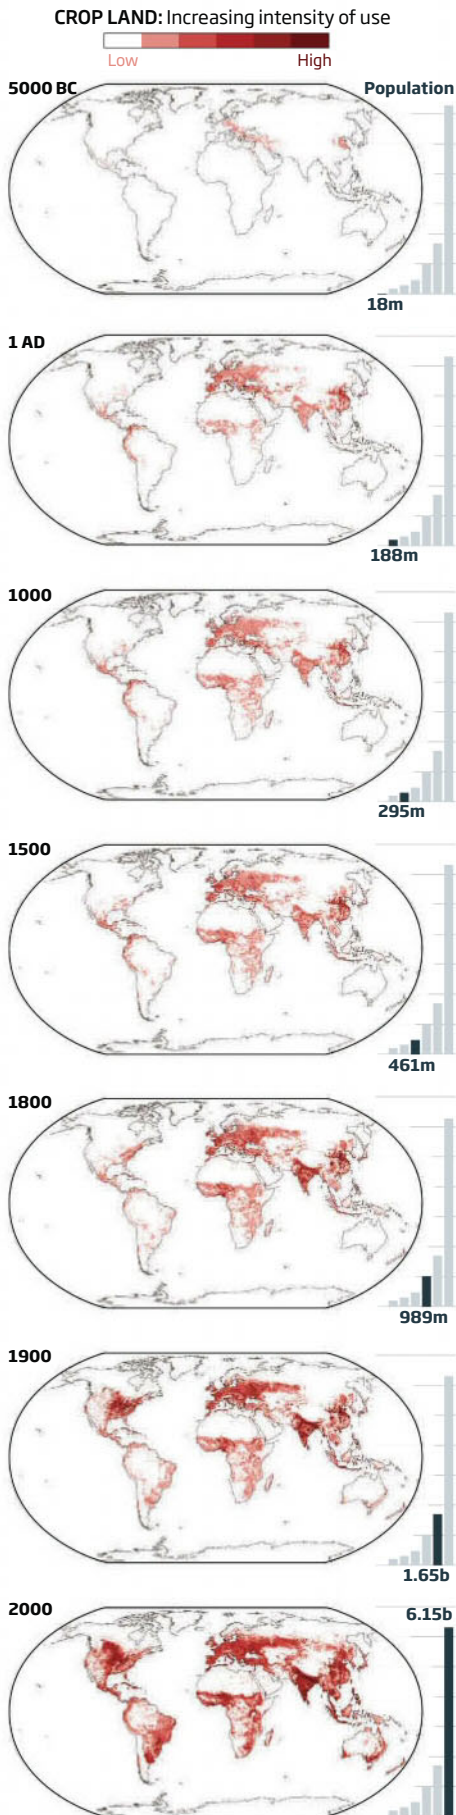 CROP LAND: Increasing intensity of use
Low High
5000 BC Population
18m
1 AD
188m
1000
295m
1500
461m
1800
989m
1900
1.65b
2000 6.15b